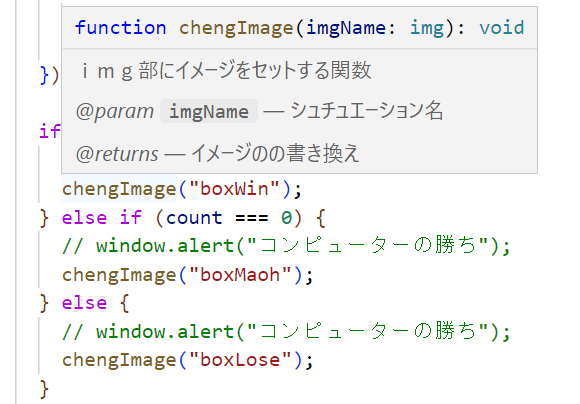 function chengImage(imgName: img): void
ｉｍｇ部にイメージをセットする関数
@param imgName — シュチュエーション名
@returns — イメージのの書き換え
})
if
chengImage("boxWin");
} else if (count === 0) {
// window.alert("コンピューターの勝ち");
chengImage("boxMaoh");
} else {
// window.alert("コンピューターの勝ち");
chengImage("boxLose");
}